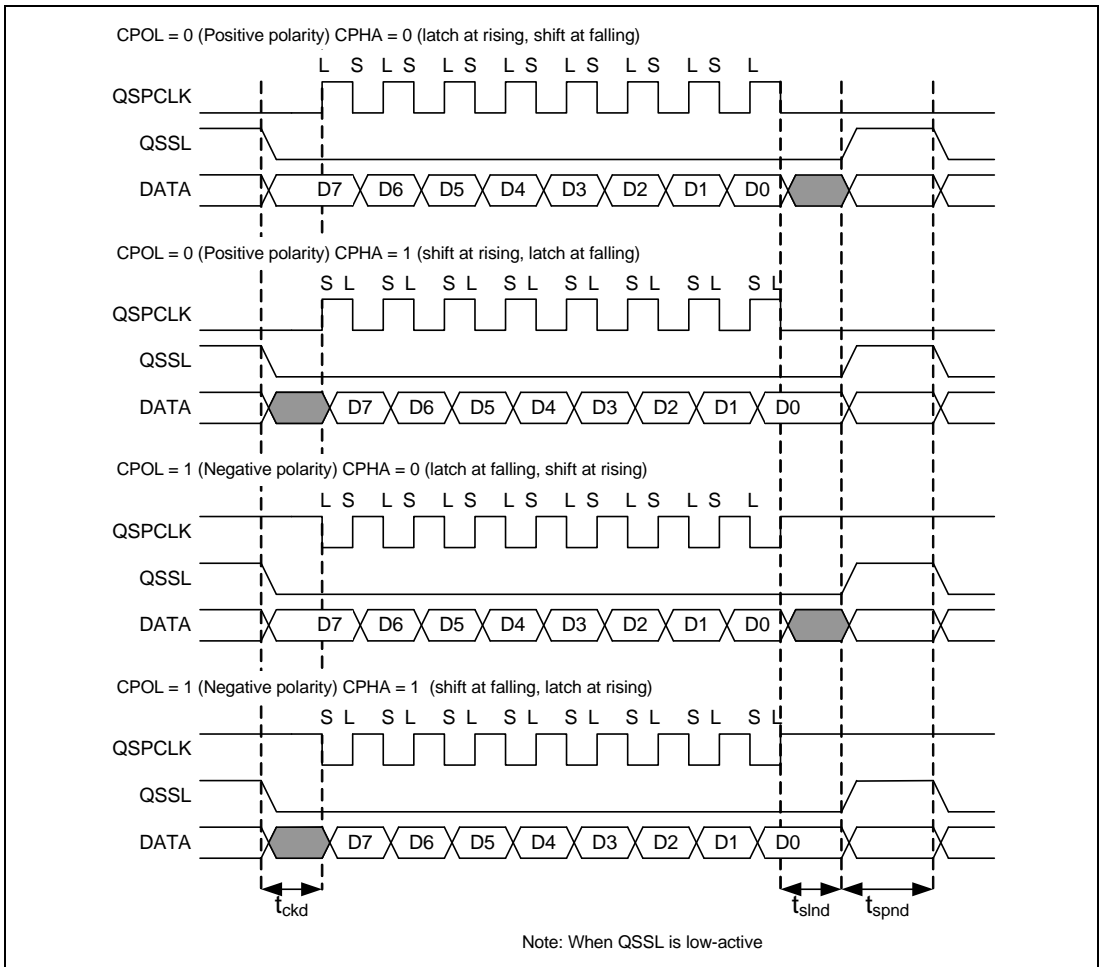 CPOL = 0 (Positive polarity) CPHA = 0 (latch at rising, shift at falling)
L S L S L S L S L S L S L S L
QSPCLK
QSSL
DATA D7 D6 D5 D4 D3 D2 D1 D0
CPOL = 0 (Positive polarity) CPHA = 1 (shift at rising, latch at falling)
S L S L S L S L S L S L S L S L
QSPCLK
QSSL
DATA D7 D6 D5 D4 D3 D2 D1 D0
CPOL = 1 (Negative polarity) CPHA = 0 (latch at falling, shift at rising)
L S L S L S L S L S L S L S L
QSPCLK
QSSL
DATA D7 D6 D5 D4 D3 D2 D1 D0
CPOL = 1 (Negative polarity) CPHA = 1 (shift at falling, latch at rising)
S L S L S L S L S L S L S L S L
QSPCLK
QSSL
DATA D7 D6 D5 D4 D3 D2 D1 D0
tckd tslnd tspnd
Note: When QSSL is low-active